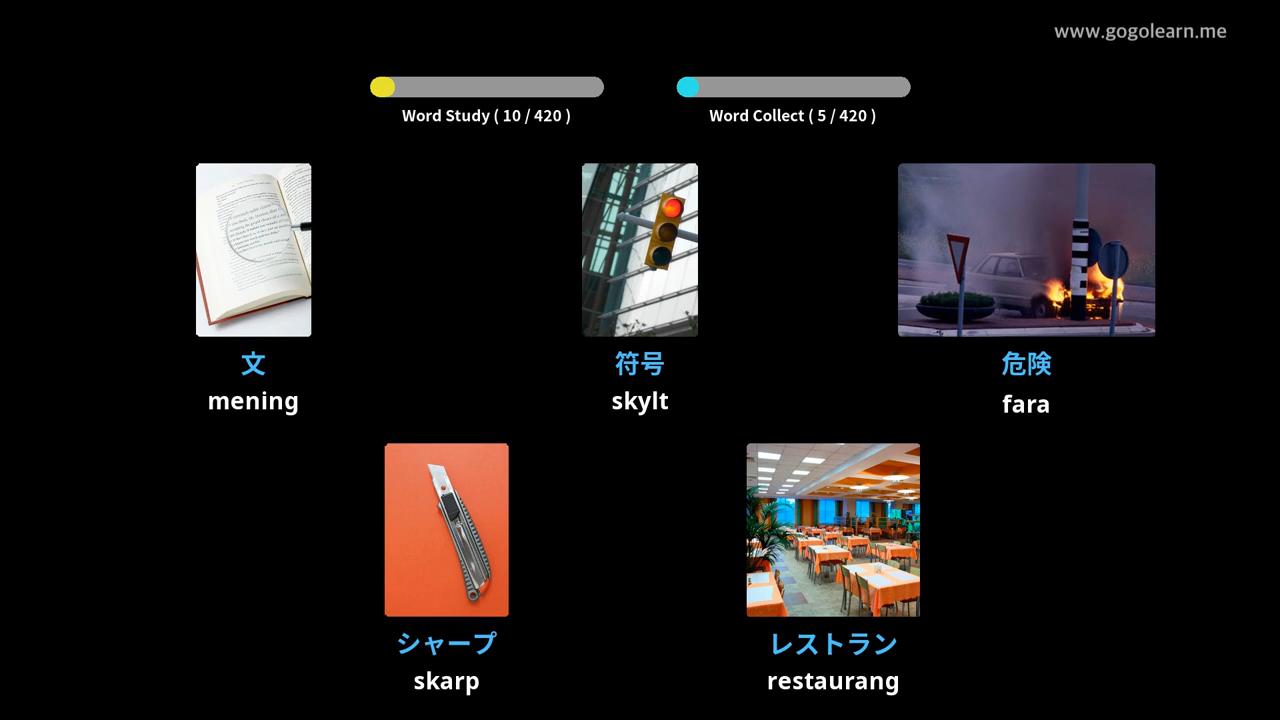 www.gogolearn.me
Word Study ( 10 / 420 )
Word Collect ( 5 / 420 )
文
mening
符号
skylt
危険
fara
シャープ
skarp
レストラン
restaurang